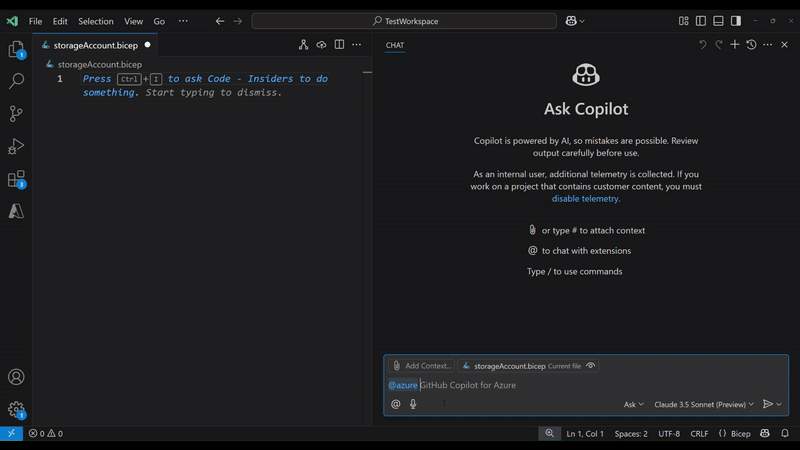 File Edit Selection View Go ··· TestWorkspace
storageAccount.bicep
storageAccount.bicep
1 Press Ctrl+I to ask Code - Insiders to do
something. Start typing to dismiss.
1
3
1
CHAT
Ask Copilot
Copilot is powered by AI, so mistakes are possible. Review
output carefully before use.
As an internal user, additional telemetry is collected. If you
work on a project that contains customer content, you must
disable telemetry.
or type # to attach context
@ to chat with extensions
Type / to use commands
Add Context... storageAccount.bicep Current file
@azure GitHub Copilot for Azure
@ Ask Claude 3.5 Sonnet (Preview)
0 0 Ln 1, Col 1 Spaces: 2 UTF-8 CRLF {} Bicep